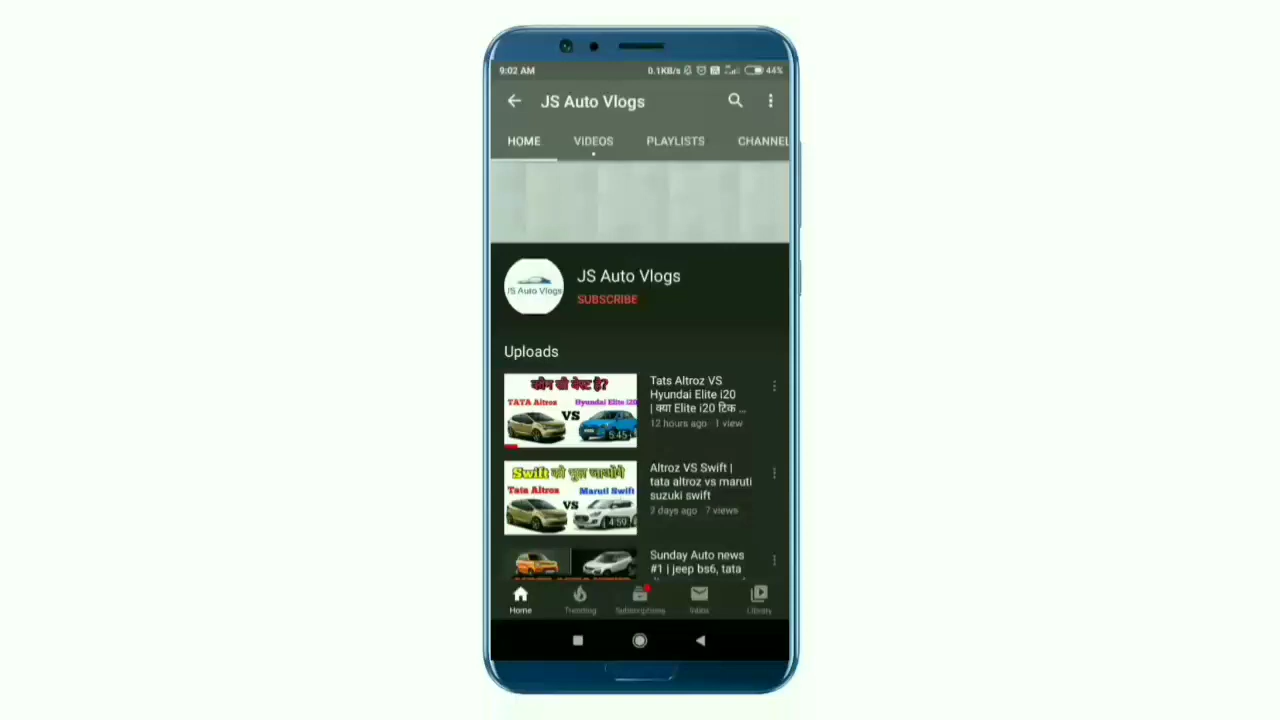 9:02 AM 0.1KB/s 44%
JS Auto Vlogs
HOME VIDEOS PLAYLISTS CHANNEL
JS Auto Vlogs
JS Auto Vlogs
SUBSCRIBE
Uploads
कौन सी बेस्ट है?
TATA Altroz Hyundai Elite i20
VS
5:45
Tats Altroz VS
Hyundai Elite i20
| क्या Elite i20 टिक ...
12 hours ago 1 view
Swift को भूल जाओगे
Tata Altroz Maruti Swift
VS
4:59
Altroz VS Swift |
tata altroz vs maruti
suzuki swift
2 days ago 7 views
Sunday Auto news
#1 | jeep bs6, tata
Home Trending Subscriptions Inbox Library